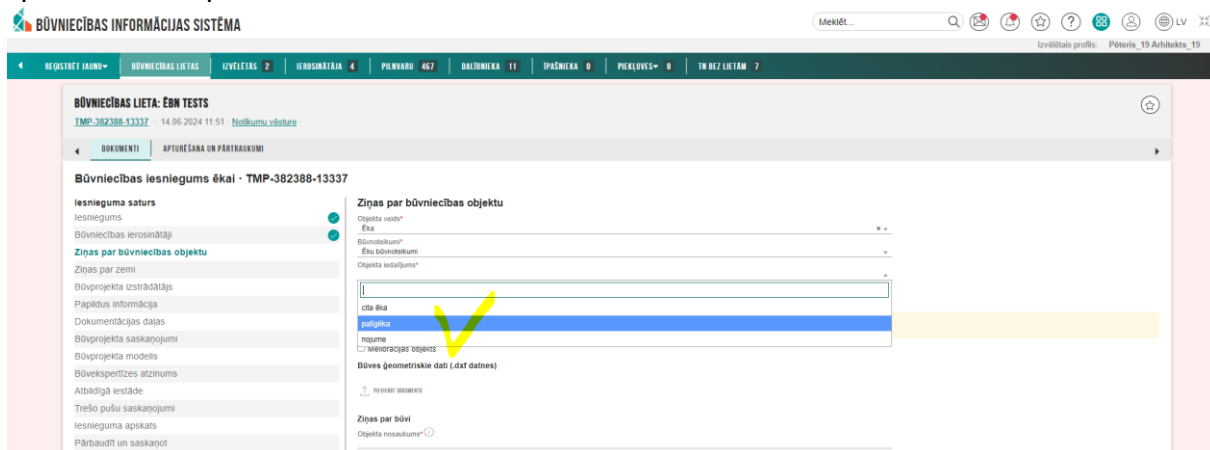 BŪVNIECĪBAS INFORMĀCIJAS SISTĒMA
Meklēt...
LV
Izvēlētais profils: Pēteris_19 Arhitekts_19
REĢISTRĒT JAUNU
BŪVNIECĪBAS LIETAS
IZVĒLĒTĀS 2
IEROSINĀTĀJA 4
PILNVARU 467
DALĪBNIEKA 11
ĪPAŠNIEKA 0
PIEKĻUVES 0
TN BEZ LIETĀM 7
BŪVNIECĪBAS LIETA: ĒBN TESTS
TMP-382388-13337 · 14.06.2024 11:51 · Notikumu vēsture ·
DOKUMENTI
APTURĒŠANA UN PĀRTRAUKUMI
Būvniecības iesniegums ēkai · TMP-382388-13337
Iesnieguma saturs
Iesniegums
Būvniecības ierosinātāji
Ziņas par būvniecības objektu
Ziņas par zemi
Būvprojekta izstrādātājs
Papildus informācija
Dokumentācijas daļas
Būvprojekta saskaņojumi
Būvprojekta modelis
Būvekspertīzes atzinums
Atbildīgā iestāde
Trešo pušu saskaņojumi
Iesnieguma apskats
Pārbaudīt un saskaņot
Ziņas par būvniecības objektu
Objekta veids*
Ēka
Būvnoteikumi*
Ēku būvnoteikumi
Objekta iedalījums*
cita ēka
palīgēka
nojume
Meliorācijas objekts
Būves ģeometriskie dati (.dxf datnes)
PIEVIENOT DOKUMENTU
Ziņas par būvi
Objekta nosaukums*